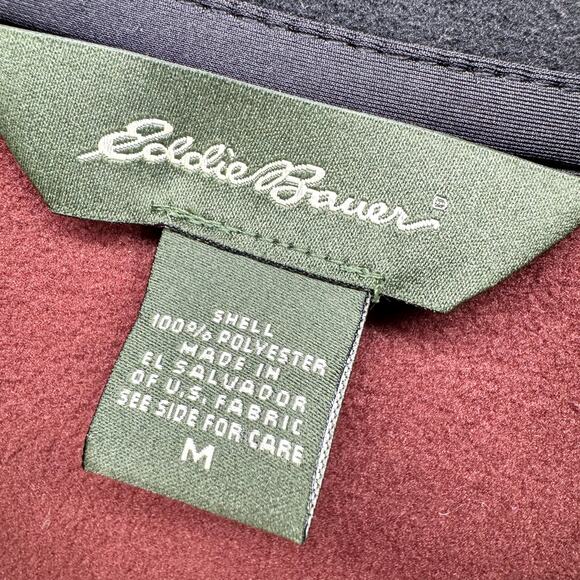 Eddie Bauer®
SHELL
100% POLYESTER
MADE IN
EL SALVADOR
OF U.S. FABRIC
SEE SIDE FOR CARE
M